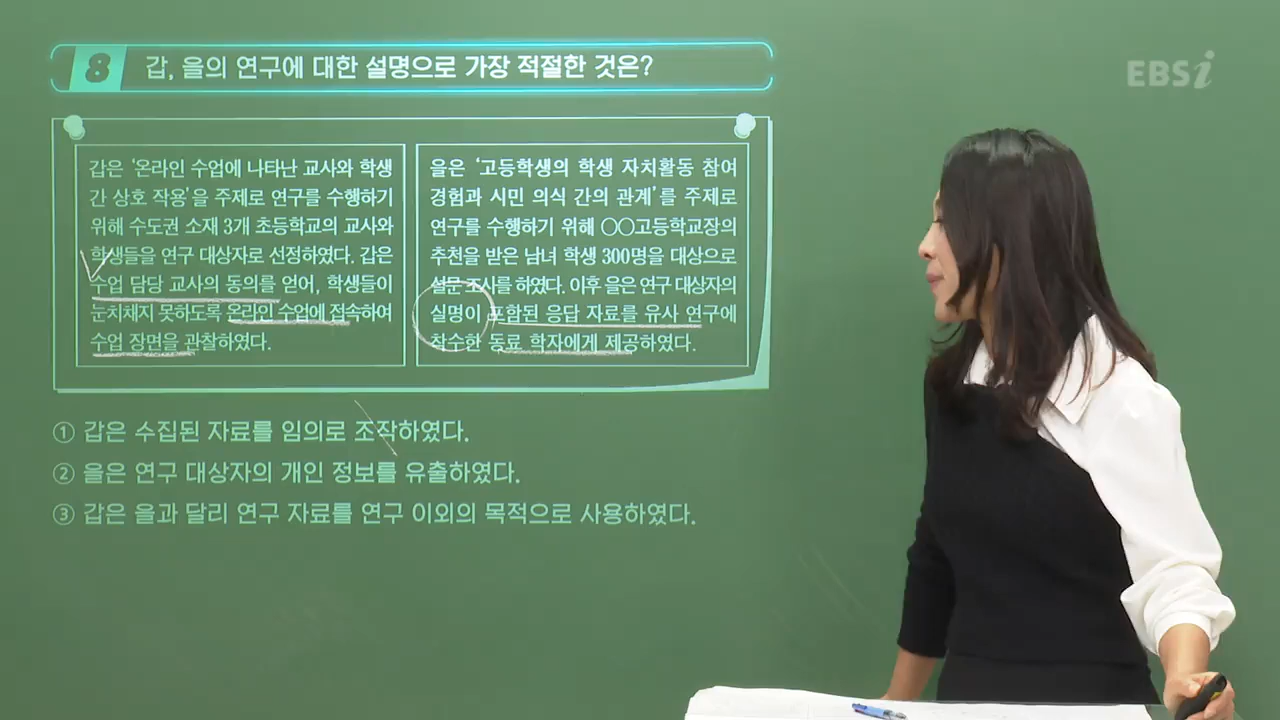 8 갑, 을의 연구에 대한 설명으로 가장 적절한 것은?
EBSi
갑은 '온라인 수업에 나타난 교사와 학생
간 상호 작용'을 주제로 연구를 수행하기
위해 수도권 소재 3개 초등학교의 교사와
학생들을 연구 대상자로 선정하였다. 갑은
수업 담당 교사의 동의를 얻어, 학생들이
눈치채지 못하도록 온라인 수업에 접속하여
수업 장면을 관찰하였다.
을은 '고등학생의 학생 자치활동 참여
경험과 시민 의식 간의 관계'를 주제로
연구를 수행하기 위해 ○○고등학교장의
추천을 받은 남녀 학생 300명을 대상으로
설문 조사를 하였다. 이후 을은 연구 대상자의
실명이 포함된 응답 자료를 유사 연구에
착수한 동료 학자에게 제공하였다.
① 갑은 수집된 자료를 임의로 조작하였다.
② 을은 연구 대상자의 개인 정보를 유출하였다.
③ 갑은 을과 달리 연구 자료를 연구 이외의 목적으로 사용하였다.